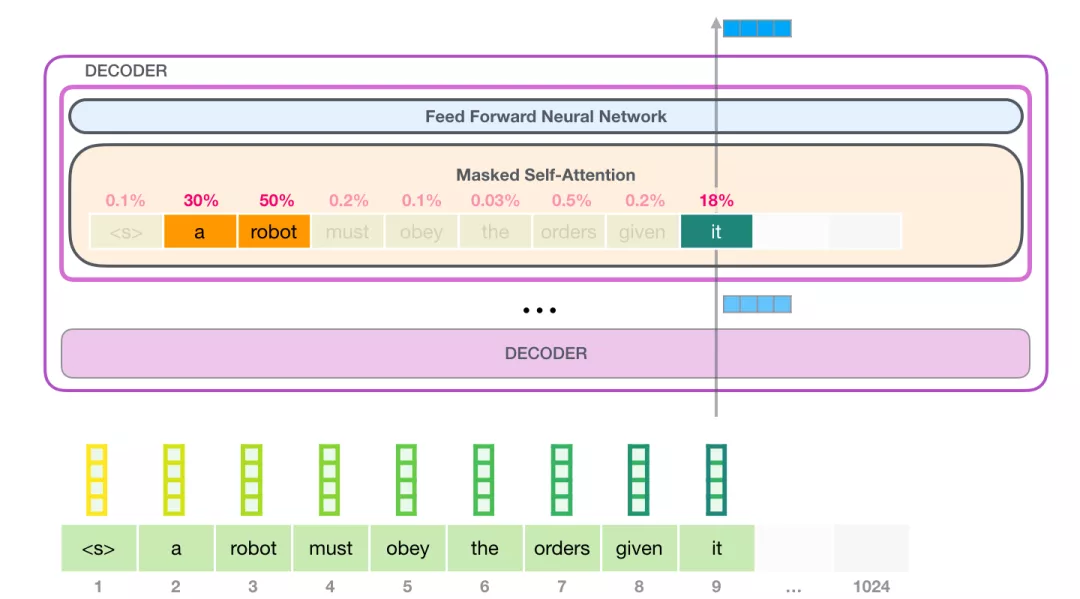 DECODER
Feed Forward Neural Network
Masked Self-Attention
0.1% 30% 50% 0.2% 0.1% 0.03% 0.5% 0.2% 18%
<s> a robot must obey the orders given it
...
DECODER
<s> a robot must obey the orders given it
1 2 3 4 5 6 7 8 9 ... 1024